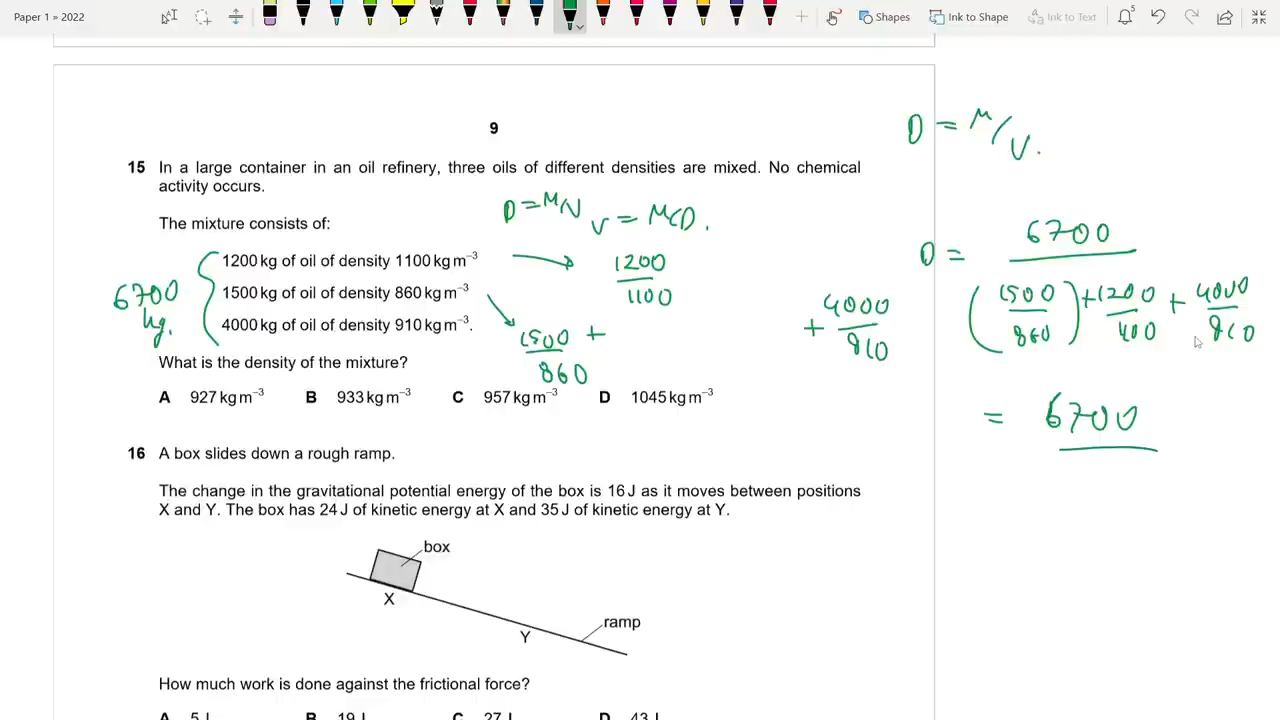 Paper 1 » 2022
Shapes
Ink to Shape
Ink to Text
5
9
D = M/V.
15 In a large container in an oil refinery, three oils of different densities are mixed. No chemical
activity occurs.
D = M/V V = M/D.
The mixture consists of:
6700
kg.
1200 kg of oil of density 1100 kg m⁻³
1500 kg of oil of density 860 kg m⁻³
4000 kg of oil of density 910 kg m⁻³.
1200
1100
1500 +
860
+ 4000
910
D = 6700
(1500/860) + 1200/1100 + 4000/910
= 6700
What is the density of the mixture?
A 927 kg m⁻³ B 933 kg m⁻³ C 957 kg m⁻³ D 1045 kg m⁻³
16 A box slides down a rough ramp.
The change in the gravitational potential energy of the box is 16 J as it moves between positions
X and Y. The box has 24 J of kinetic energy at X and 35 J of kinetic energy at Y.
box
X
Y
ramp
How much work is done against the frictional force?
A 5 J B 19 J C 27 J D 43 J